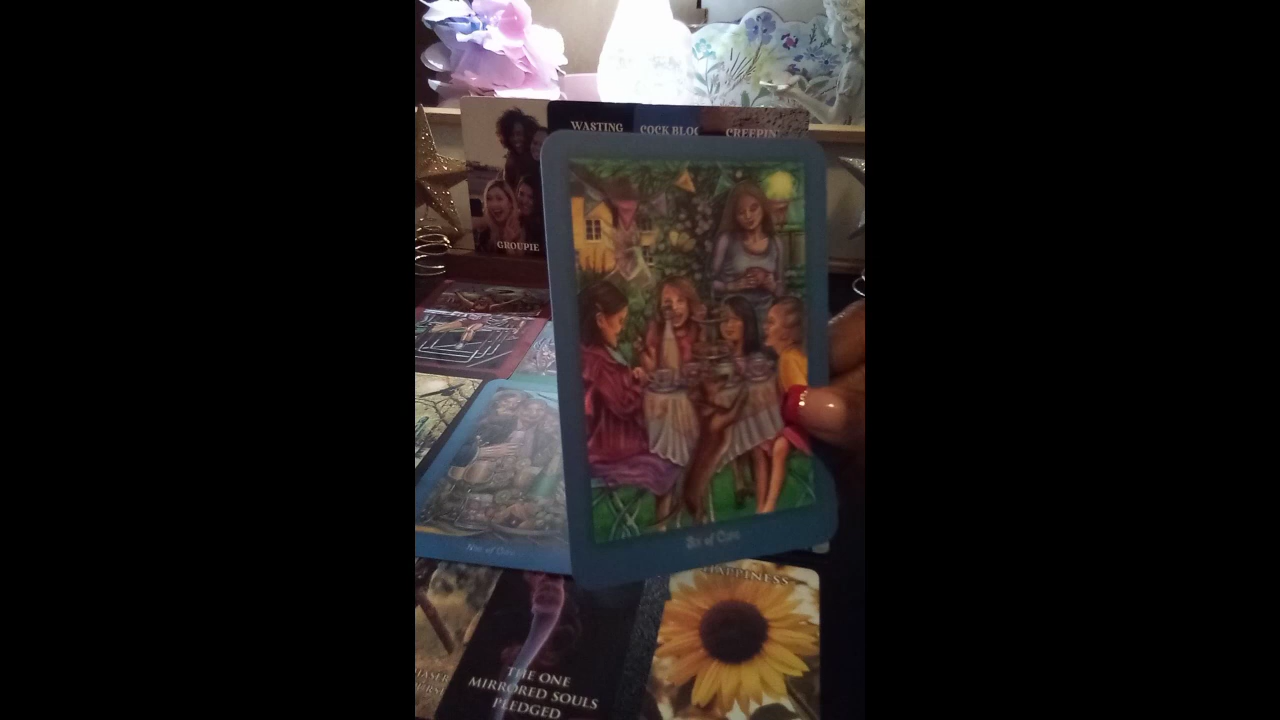 WASTING
COCK BLOC
CREEPIN
GROUPIE
Six of Cups
HAPPINESS
THE ONE
MIRRORED SOULS
PLEDGED